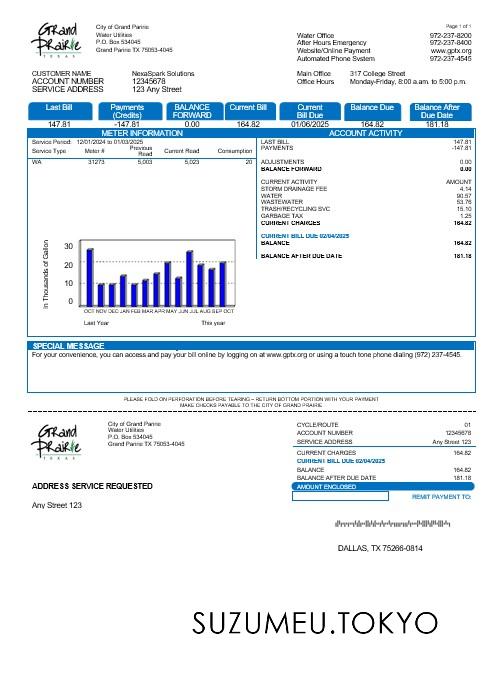 Grand
Prairie
TEXAS
City of Grand Parine
Water Utilities
P.O. Box 534045
Grand Prairie TX 75053-4045
Page 1 of 1
Water Office 972-237-8200
After Hours Emergency 972-237-8400
Website/Online Payment www.gptx.org
Automated Phone System 972-237-4545
CUSTOMER NAME NexaSpark Solutions
ACCOUNT NUMBER 12345678
SERVICE ADDRESS 123 Any Street
Main Office 317 College Street
Office Hours Monday-Friday, 8:00 a.m. to 5:00 p.m.
Last Bill Payments (Credits) BALANCE FORWARD Current Bill Current Bill Due Balance Due Balance After Due Date
147.81 -147.81 0.00 164.82 01/06/2025 164.82 181.18
METER INFORMATION
Service Period: 12/01/2024 to 01/03/2025
Service Type Meter # Previous Read Current Read Consumption
WA 31273 5,003 5,023 20
In Thousands of Gallon
30
20
10
0
OCT NOV DEC JAN FEB MAR APR MAY JUN JUL AUG SEP OCT
Last Year This year
ACCOUNT ACTIVITY
LAST BILL 147.81
PAYMENTS -147.81
ADJUSTMENTS 0.00
BALANCE FORWARD 0.00
CURRENT ACTIVITY AMOUNT
STORM DRAINAGE FEE 4.14
WATER 90.57
WASTEWATER 53.76
TRASH/RECYCLING SVC 15.10
GARBAGE TAX 1.25
CURRENT CHARGES 164.82
CURRENT BILL DUE 02/04/2025
BALANCE 164.82
BALANCE AFTER DUE DATE 181.18
SPECIAL MESSAGE
For your convenience, you can access and pay your bill online by logging on at www.gptx.org or using a touch tone phone dialing (972) 237-4545.
PLEASE FOLD ON PERFORATION BEFORE TEARING – RETURN BOTTOM PORTION WITH YOUR PAYMENT
MAKE CHECKS PAYABLE TO THE CITY OF GRAND PRAIRIE
Grand
Prairie
TEXAS
City of Grand Parine
Water Utilities
P.O. Box 534045
Grand Prairie TX 75053-4045
CYCLE/ROUTE 01
ACCOUNT NUMBER 12345678
SERVICE ADDRESS Any Street 123
CURRENT CHARGES 164.82
CURRENT BILL DUE 02/04/2025
BALANCE 164.82
BALANCE AFTER DUE DATE 181.18
AMOUNT ENCLOSED
REMIT PAYMENT TO:
ADDRESS SERVICE REQUESTED
Any Street 123
DALLAS, TX 75266-0814
SUZUMEU.TOKYO